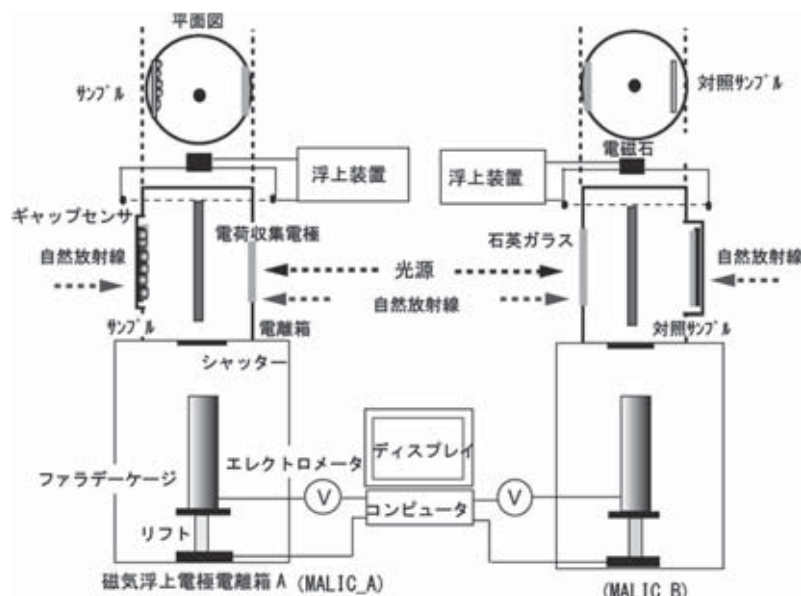 平面図
サンプル
対照サンプル
電磁石
浮上装置
浮上装置
ギャップセンサ
電荷収集電極
石英ガラス
自然放射線
光源
自然放射線
自然放射線
サンプル
電離箱
対照サンプル
シャッター
ディスプレイ
ファラデーケージ
エレクトロメータ
V
コンピュータ
V
リフト
磁気浮上電極電離箱A (MALIC_A)
(MALIC_B)